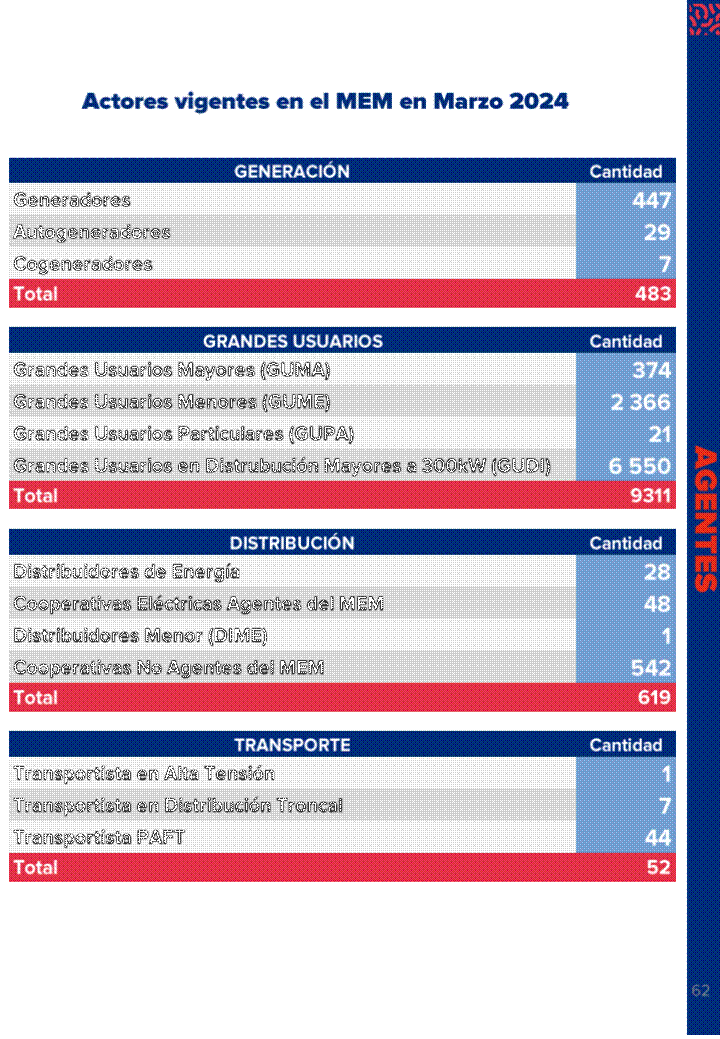 Actores vigentes en el MEM en Marzo 2024
GENERACIÓN Cantidad
Generadores 447
Autogeneradores 29
Cogeneradores 7
Total 483
GRANDES USUARIOS Cantidad
Grandes Usuarios Mayores (GUMA) 374
Grandes Usuarios Menores (GUME) 2 366
Grandes Usuarios Particulares (GUPA) 21
Grandes Usuarios en Distrubución Mayores a 300kW (GUDI) 6 550
Total 9311
DISTRIBUCIÓN Cantidad
Distribuidores de Energía 28
Cooperativas Eléctricas Agentes del MEM 48
Distribuidores Menor (DIME) 1
Cooperativas No Agentes del MEM 542
Total 619
TRANSPORTE Cantidad
Transportista en Alta Tensión 1
Transportista en Distribución Troncal 7
Transportista PAFT 44
Total 52
AGENTES
62